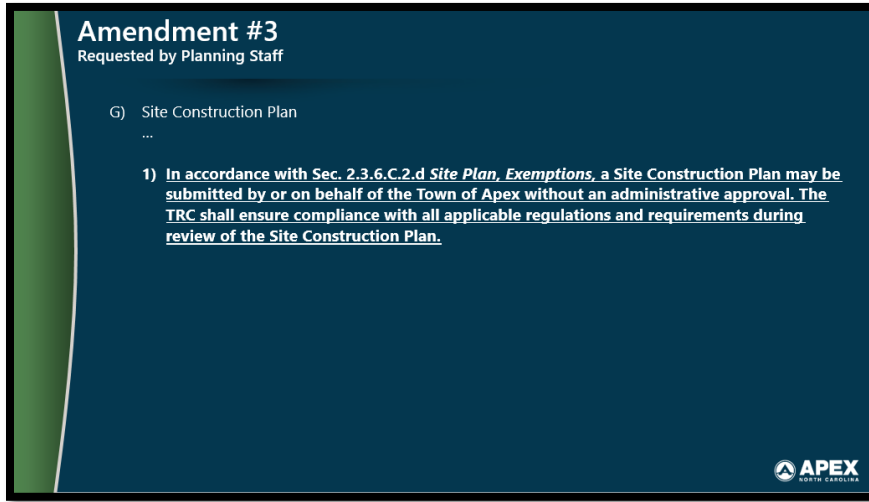 Amendment #3
Requested by Planning Staff
G) Site Construction Plan
...
1) In accordance with Sec. 2.3.6.C.2.d Site Plan, Exemptions, a Site Construction Plan may be
submitted by or on behalf of the Town of Apex without an administrative approval. The
TRC shall ensure compliance with all applicable regulations and requirements during
review of the Site Construction Plan.
APEX
NORTH CAROLINA